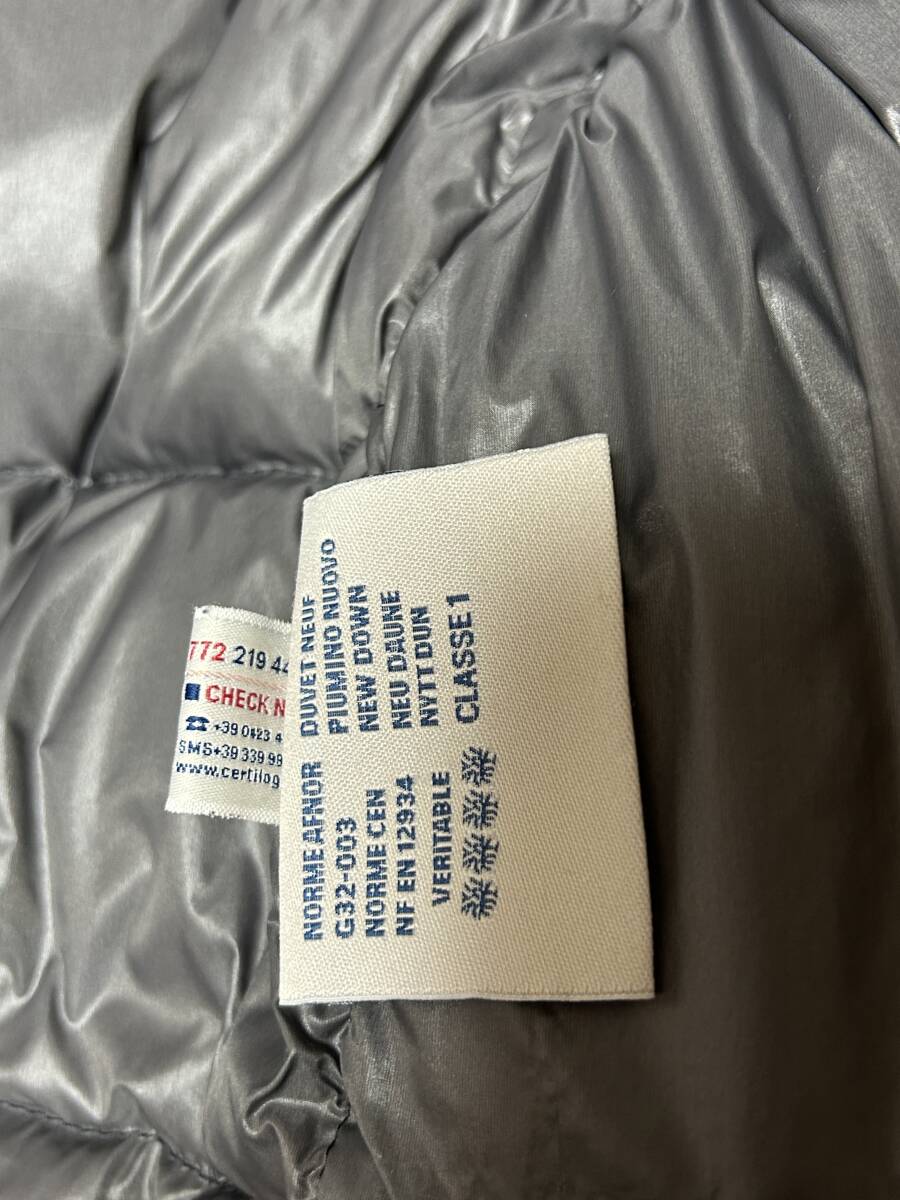 NORME AFNOR DUVET NEUF
G32-003 PIUMINO NUOVO
NORME CEN NEW DOWN
NF EN 12934 NEU DAUNE
VERITABLE NVTT DUN
CLASSE 1
772 219 44
CHECK N
+39 0423 4
SMS+39 339 99
www.certilog